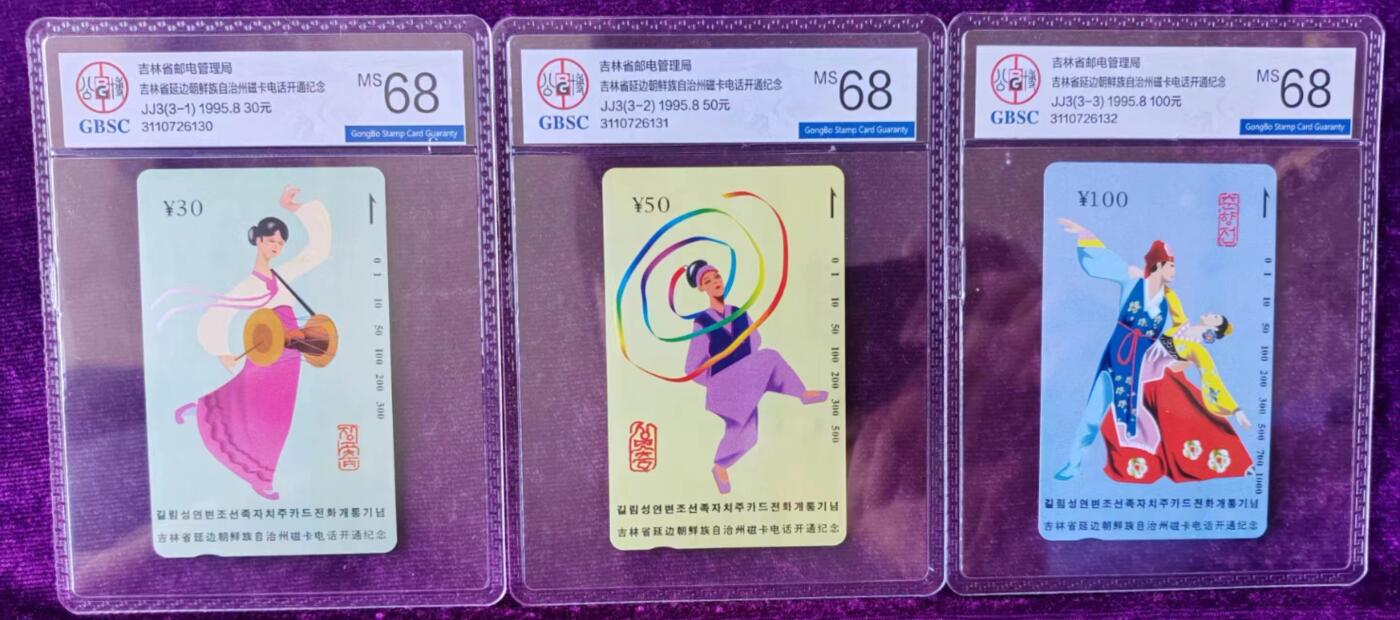 吉林省邮电管理局
吉林省延边朝鲜族自治州磁卡电话开通纪念
JJ3(3-1) 1995.8 30元
3110726130
GBSC
MS 68
GongBo Stamp Card Guaranty
¥30
0 1 10 50 100 200 300
길림성연변조선족자치주카드전화개통기념
吉林省延边朝鲜族自治州磁卡电话开通纪念
吉林省邮电管理局
吉林省延边朝鲜族自治州磁卡电话开通纪念
JJ3(3-2) 1995.8 50元
3110726131
GBSC
MS 68
GongBo Stamp Card Guaranty
¥50
0 1 10 50 100 200 300 500
길림성연변조선족자치주카드전화개통기념
吉林省延边朝鲜族自治州磁卡电话开通纪念
吉林省邮电管理局
吉林省延边朝鲜族自治州磁卡电话开通纪念
JJ3(3-3) 1995.8 100元
3110726132
GBSC
MS 68
GongBo Stamp Card Guaranty
¥100
춘향전
0 1 10 50 100 200 300 500 700 1000
길림성연변조선족자치주카드전화개통기념
吉林省延边朝鲜族自治州磁卡电话开通纪念